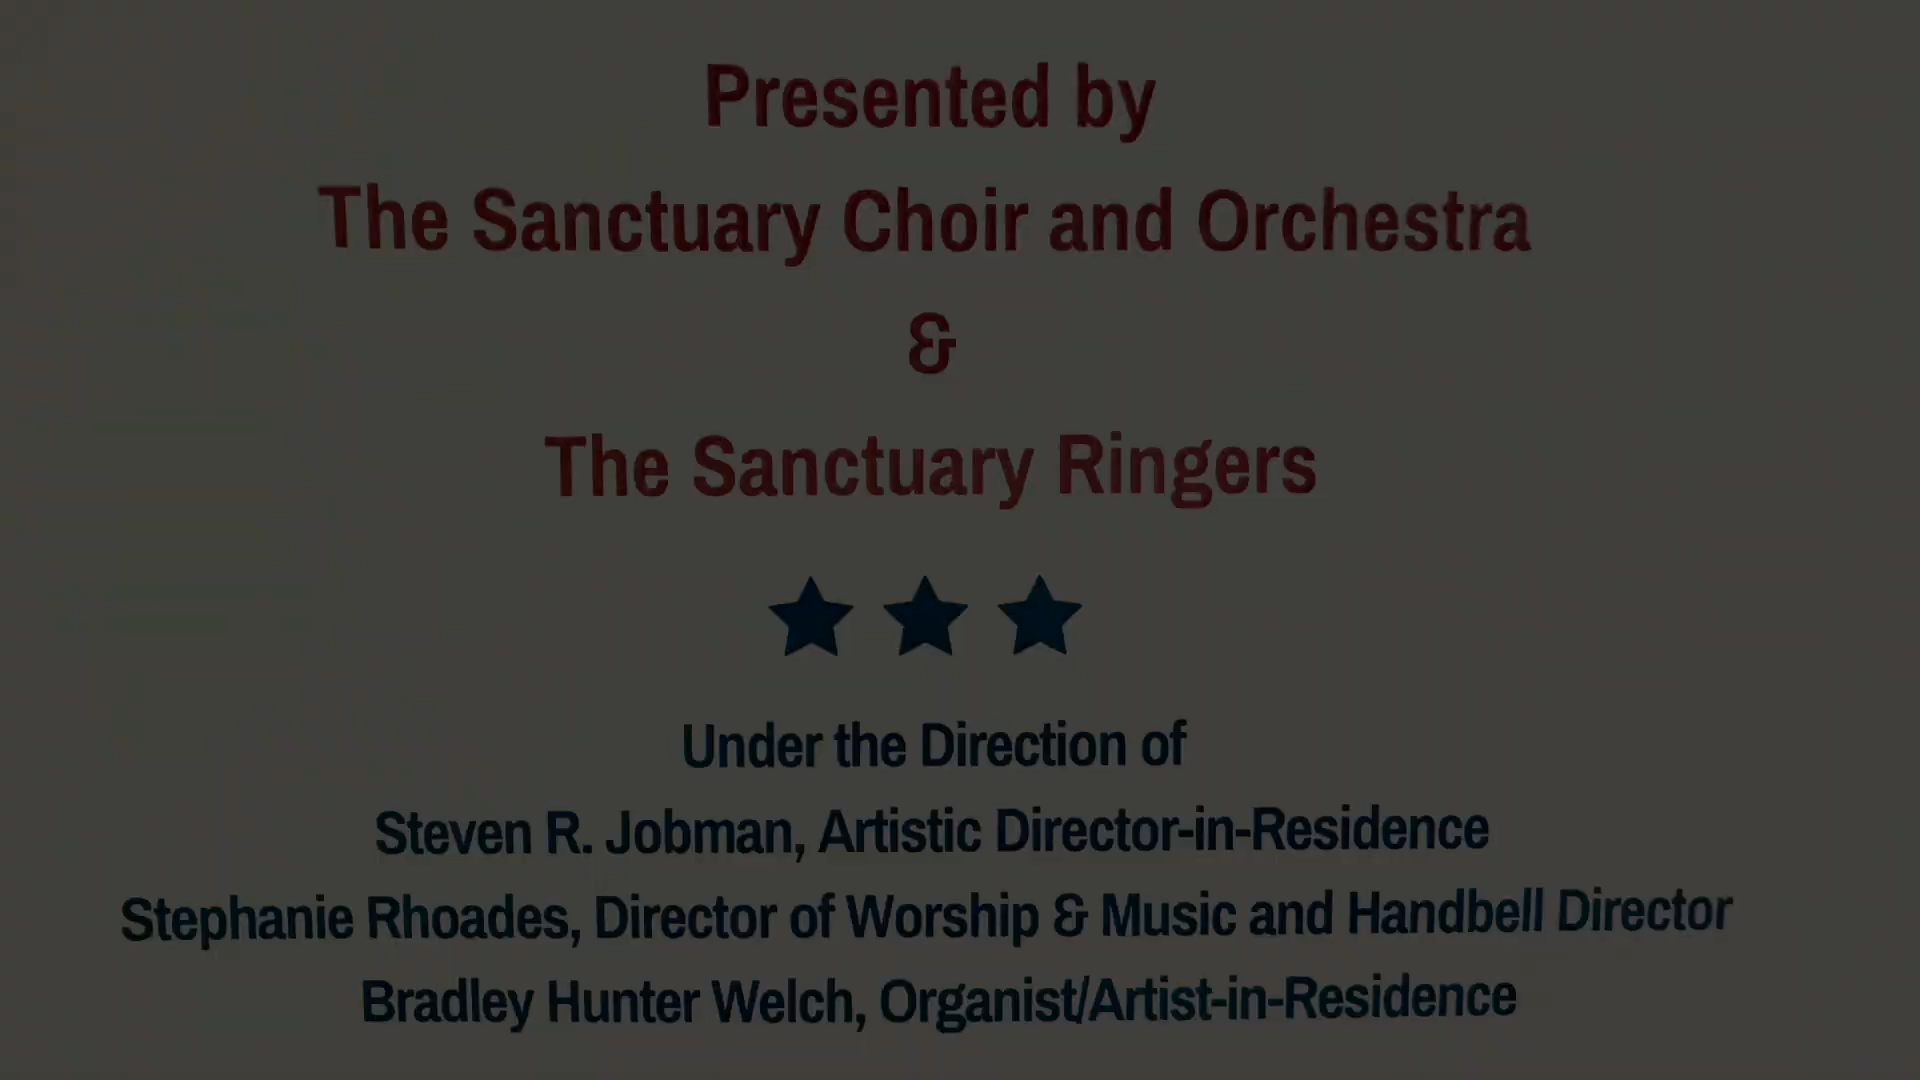 Presented by
The Sanctuary Choir and Orchestra
&
The Sanctuary Ringers
Under the Direction of
Steven R. Jobman, Artistic Director-in-Residence
Stephanie Rhoades, Director of Worship & Music and Handbell Director
Bradley Hunter Welch, Organist/Artist-in-Residence